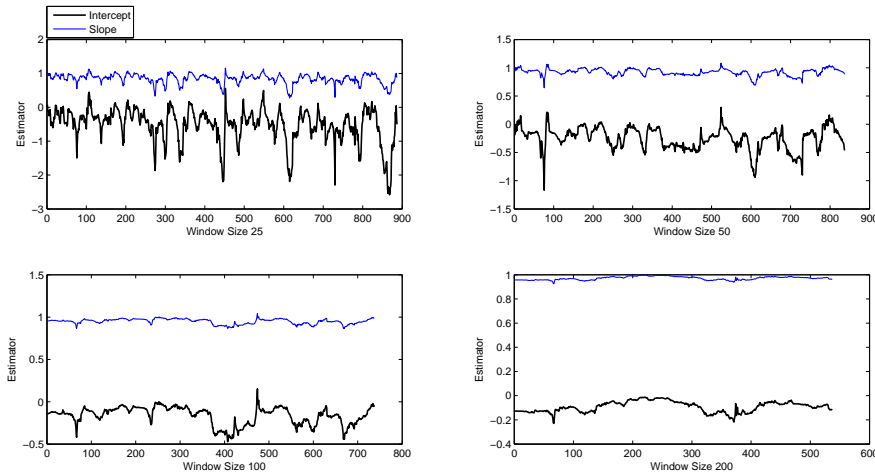 Intercept
Slope
2
1
0
−1
−2
−3
Estimator
0 100 200 300 400 500 600 700 800 900
Window Size 25
1.5
1
0.5
0
−0.5
−1
−1.5
Estimator
0 100 200 300 400 500 600 700 800 900
Window Size 50
1.5
1
0.5
0
−0.5
Estimator
0 100 200 300 400 500 600 700 800
Window Size 100
1
0.8
0.6
0.4
0.2
0
−0.2
−0.4
Estimator
0 100 200 300 400 500 600
Window Size 200